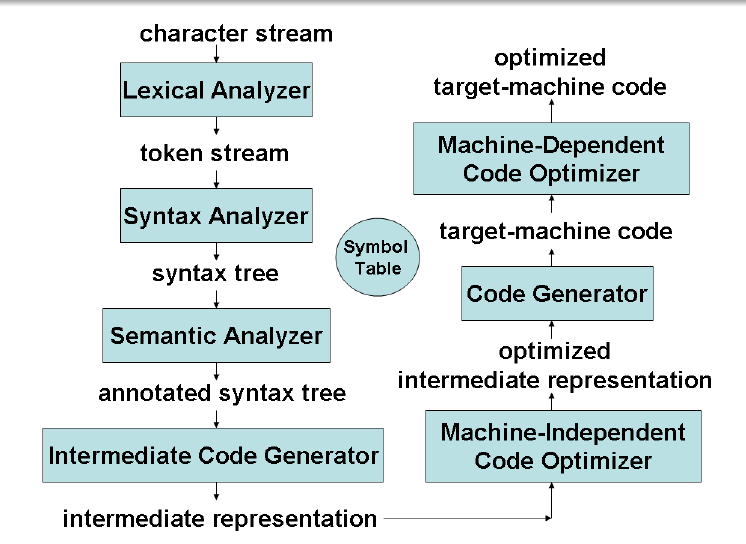 character stream
Lexical Analyzer
token stream
Syntax Analyzer
syntax tree
Semantic Analyzer
annotated syntax tree
Intermediate Code Generator
intermediate representation
Symbol
Table
optimized
target-machine code
Machine-Dependent
Code Optimizer
target-machine code
Code Generator
optimized
intermediate representation
Machine-Independent
Code Optimizer